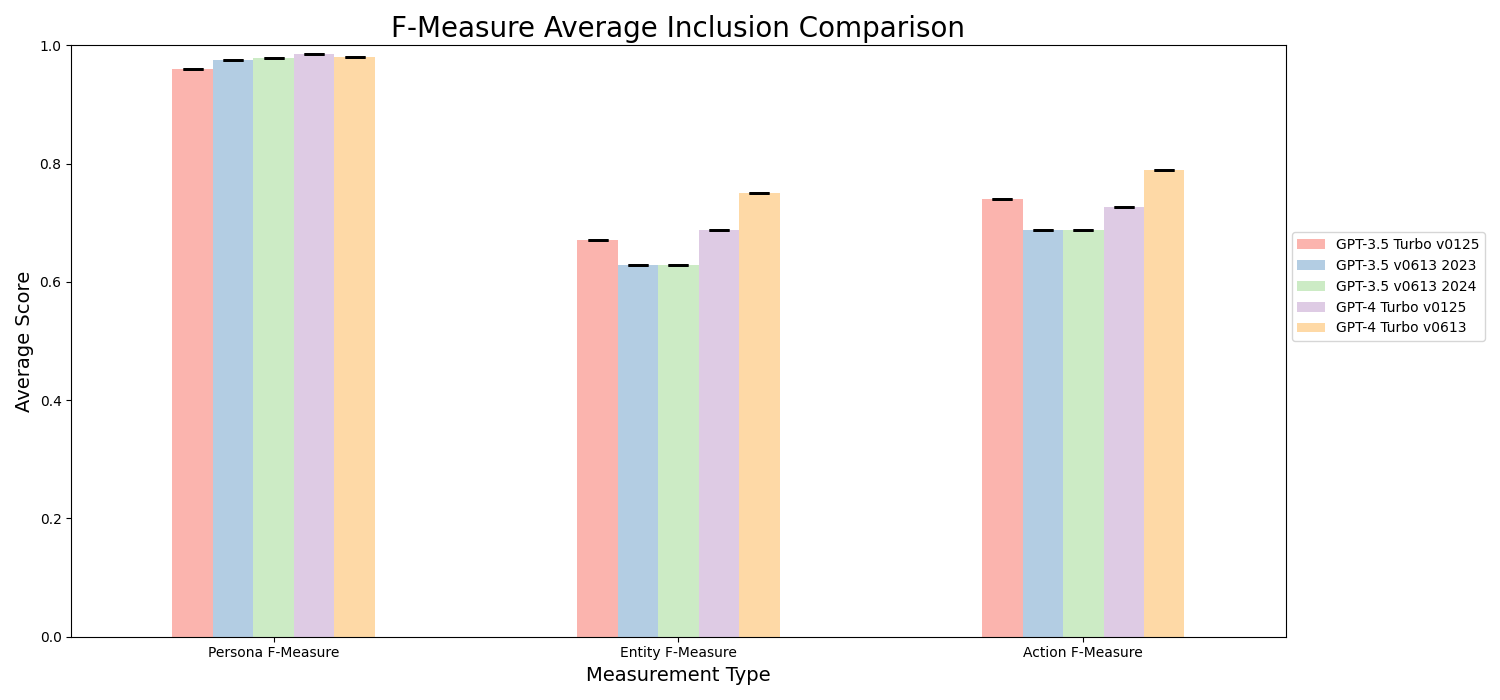 F-Measure Average Inclusion Comparison
1.0
0.8
0.6
0.4
0.2
0.0
Average Score
Persona F-Measure
Entity F-Measure
Action F-Measure
Measurement Type
GPT-3.5 Turbo v0125
GPT-3.5 v0613 2023
GPT-3.5 v0613 2024
GPT-4 Turbo v0125
GPT-4 Turbo v0613